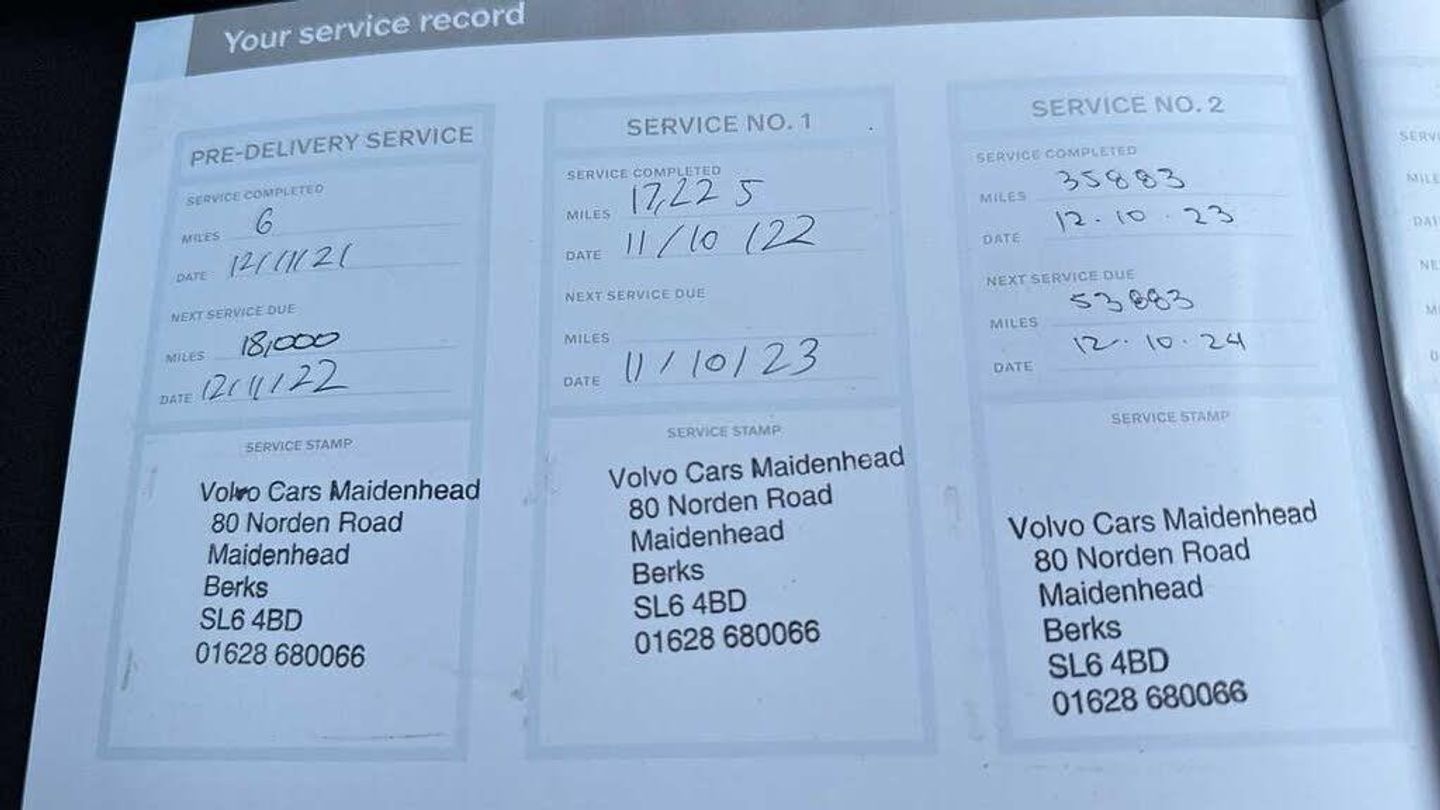 Your service record
PRE-DELIVERY SERVICE
SERVICE COMPLETED
MILES 6
DATE 12/11/21
NEXT SERVICE DUE
MILES 18,000
DATE 12/11/22
SERVICE STAMP
Volvo Cars Maidenhead
80 Norden Road
Maidenhead
Berks
SL6 4BD
01628 680066
SERVICE NO. 1
SERVICE COMPLETED
MILES 17,225
DATE 11/10/22
NEXT SERVICE DUE
MILES
DATE 11/10/23
SERVICE STAMP
Volvo Cars Maidenhead
80 Norden Road
Maidenhead
Berks
SL6 4BD
01628 680066
SERVICE NO. 2
SERVICE COMPLETED
MILES 35883
DATE 12.10.23
NEXT SERVICE DUE
MILES 53883
DATE 12.10.24
SERVICE STAMP
Volvo Cars Maidenhead
80 Norden Road
Maidenhead
Berks
SL6 4BD
01628 680066